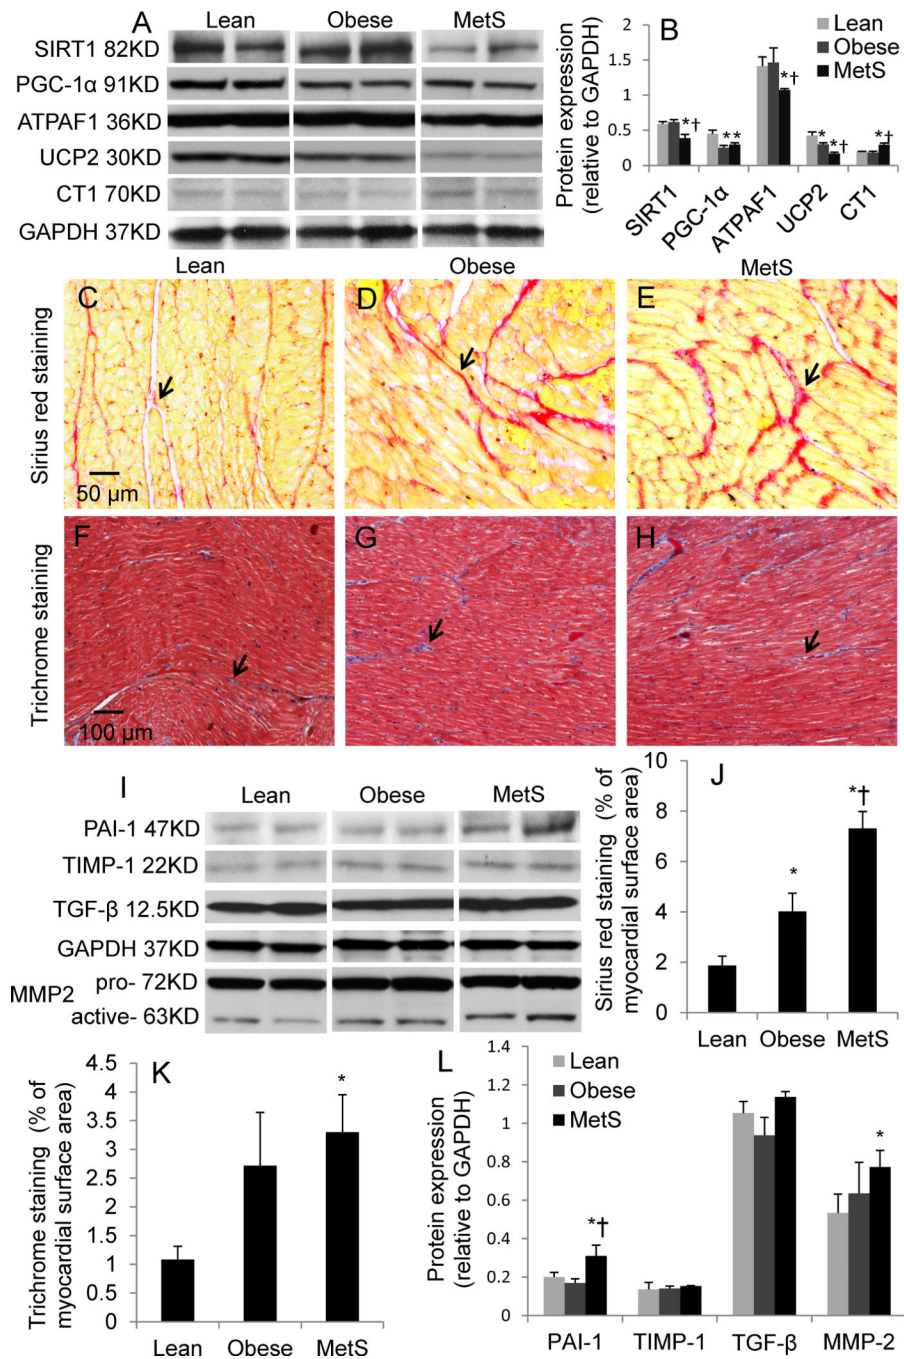 A
Lean
Obese
MetS
SIRT1 82KD
PGC-1α 91KD
ATPAF1 36KD
UCP2 30KD
CT1 70KD
GAPDH 37KD
B
Protein expression
(relative to GAPDH)
2
1.5
1
0.5
0
Lean
Obese
MetS
*†
**
*†
* *†
*†
SIRT1
PGC-1α
ATPAF1
UCP2
CT1
Lean
Obese
MetS
Sirius red staining
C
D
E
50 µm
Trichrome staining
F
G
H
100 µm
I
Lean
Obese
MetS
PAI-1 47KD
TIMP-1 22KD
TGF-β 12.5KD
GAPDH 37KD
MMP2
pro- 72KD
active- 63KD
J
Sirius red staining (% of
myocardial surface area)
10
8
6
4
2
0
*
*†
Lean
Obese
MetS
K
Trichrome staining (% of
myocardial surface area)
4.5
4
3.5
3
2.5
2
1.5
1
0.5
0
*
Lean
Obese
MetS
L
Protein expression
(relative to GAPDH)
1.4
1.2
1
0.8
0.6
0.4
0.2
0
Lean
Obese
MetS
*†
*
PAI-1
TIMP-1
TGF-β
MMP-2